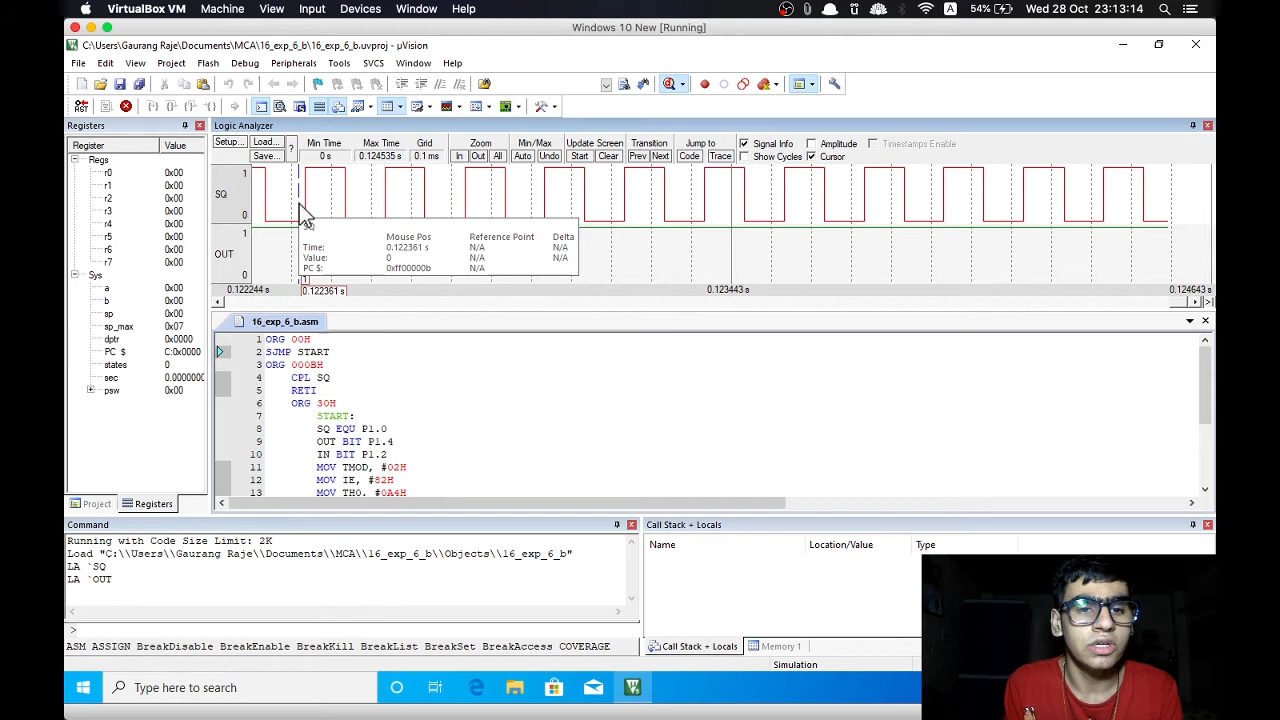 VirtualBox VM Machine View Input Devices Window Help A 54% Wed 28 Oct 23:13:14
Windows 10 New [Running]
C:\Users\Gaurang Raje\Documents\MCA\16_exp_6_b\16_exp_6_b.uvproj - µVision
File Edit View Project Flash Debug Peripherals Tools SVCS Window Help
Registers
Register Value
Regs
r0 0x00
r1 0x00
r2 0x00
r3 0x00
r4 0x00
r5 0x00
r6 0x00
r7 0x00
Sys
a 0x00
b 0x00
sp 0x00
sp_max 0x07
dptr 0x0000
PC $ C:0x0000
states 0
sec 0.0000000
psw 0x00
Project Registers
Logic Analyzer
Setup... Load... Min Time Max Time Grid Zoom Min/Max Update Screen Transition Jump to Signal Info Amplitude Timestamps Enable
Save... ? 0 s 0.124535 s 0.1 ms In Out All Auto Undo Start Clear Prev Next Code Trace Show Cycles Cursor
1
SQ
0
1
OUT
0
Mouse Pos Reference Point Delta
Time: 0.122361 s N/A N/A
Value: 0 N/A N/A
PC $: 0xff00000b N/A
1
0.122244 s 0.122361 s 0.123443 s 0.124643 s
16_exp_6_b.asm
1 ORG 00H
2 SJMP START
3 ORG 000BH
4 CPL SQ
5 RETI
6 ORG 30H
7 START:
8 SQ EQU P1.0
9 OUT BIT P1.4
10 IN BIT P1.2
11 MOV TMOD, #02H
12 MOV IE, #82H
13 MOV TH0, #0A4H
Command
Running with Code Size Limit: 2K
Load "C:\\Users\\Gaurang Raje\\Documents\\MCA\\16_exp_6_b\\Objects\\16_exp_6_b"
LA `SQ
LA `OUT
>
ASM ASSIGN BreakDisable BreakEnable BreakKill BreakList BreakSet BreakAccess COVERAGE
Call Stack + Locals
Name Location/Value Type
Call Stack + Locals Memory 1
Simulation
Type here to search